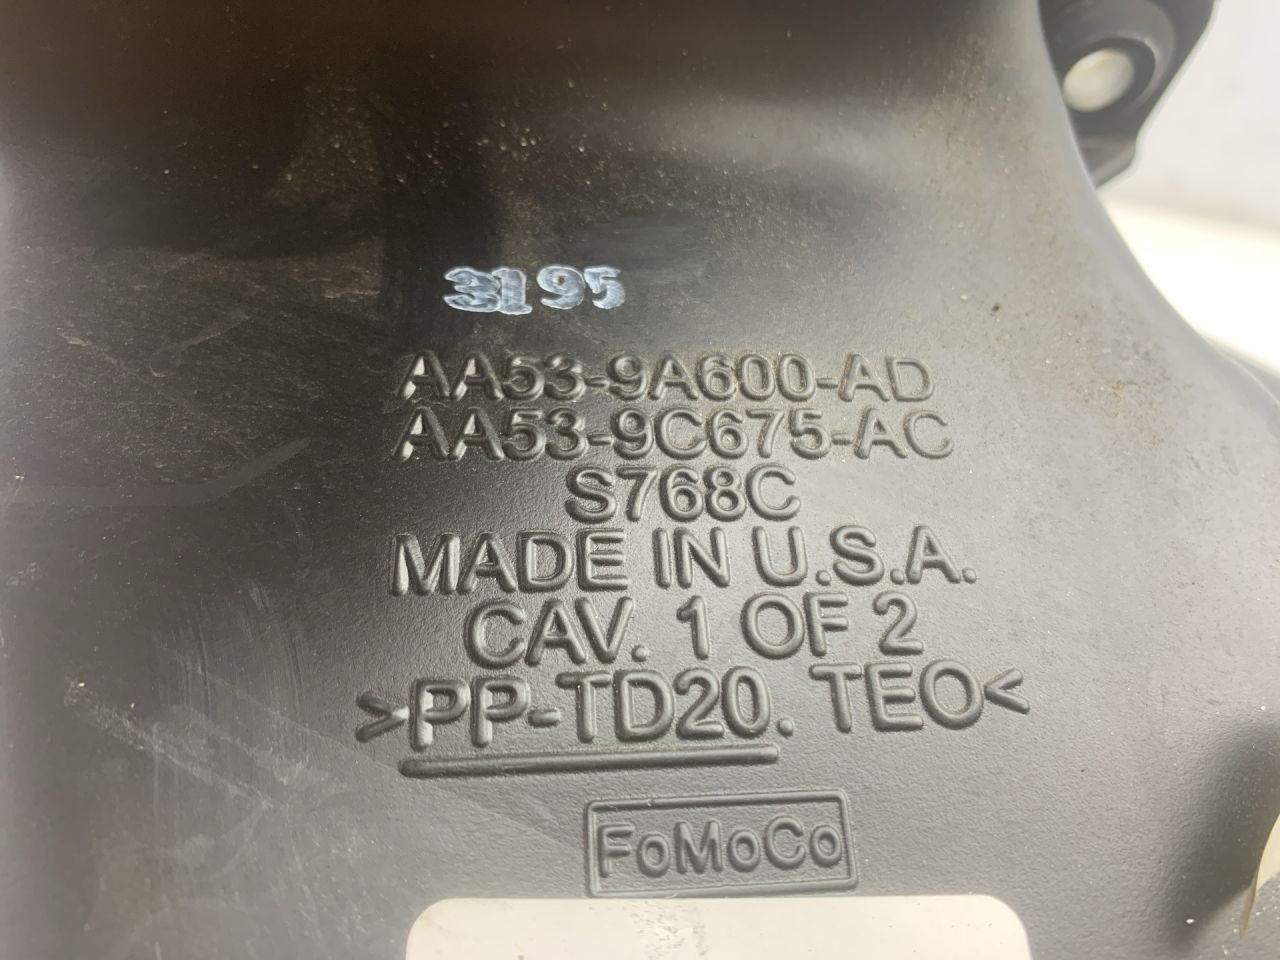 3195
AA53-9A600-AD
AA53-9C675-AC
S768C
MADE IN U.S.A.
CAV. 1 OF 2
>PP-TD20. TEO<
FoMoCo